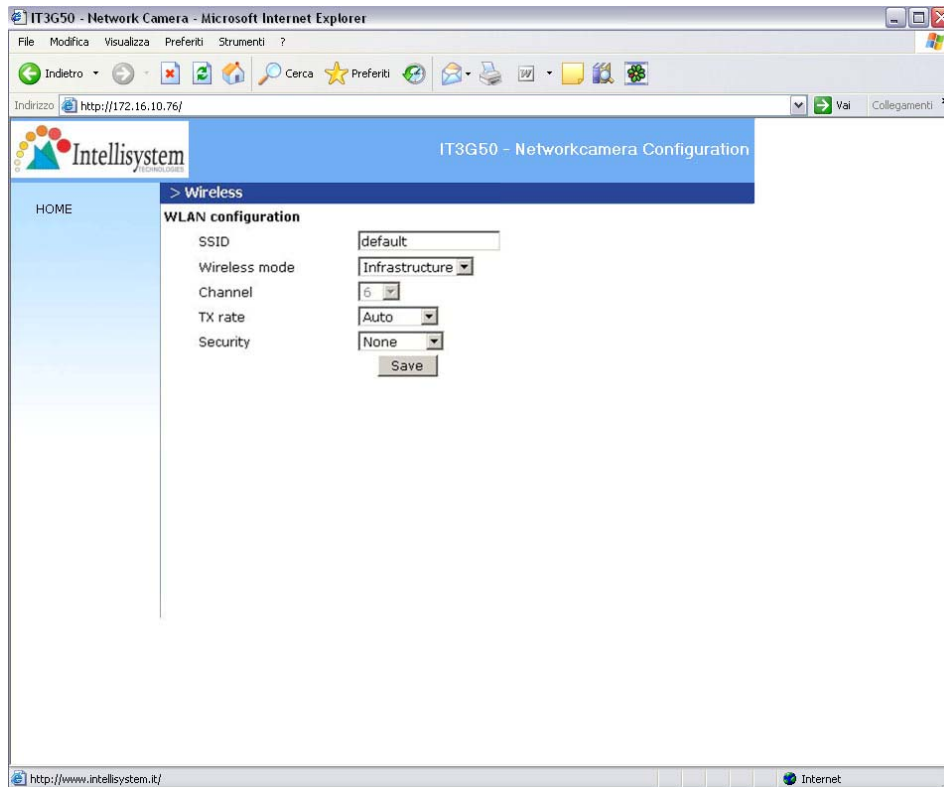 IT3G50 - Network Camera - Microsoft Internet Explorer
File Modifica Visualizza Preferiti Strumenti ?
Indietro Cerca Preferiti
Indirizzo http://172.16.10.76/ Vai Collegamenti
Intellisystem
TECHNOLOGIES
IT3G50 - Networkcamera Configuration
> Wireless
HOME
WLAN configuration
SSID default
Wireless mode Infrastructure
Channel 6
TX rate Auto
Security None
Save
http://www.intellisystem.it/ Internet